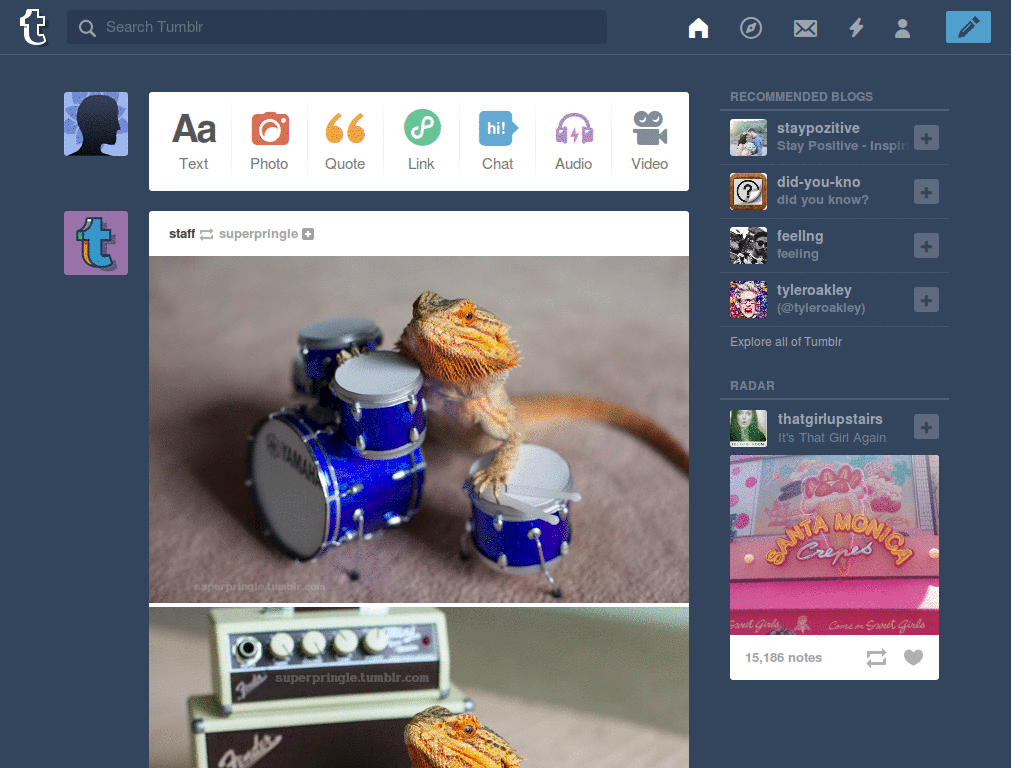 Search Tumblr
Aa
hi!
Text
Photo
Quote
Link
Chat
Audio
Video
staff superpringle
YAMAHA
superpringle.tumblr.com
superpringle.tumblr.com
Fender
Fender
RECOMMENDED BLOGS
staypozitive
Stay Positive - Inspiri
did-you-kno
did you know?
feellng
feeling
tyleroakley
(@tyleroakley)
Explore all of Tumblr
RADAR
thatgirlupstairs
It's That Girl Again
SANTA MONICA
Crepes
Sweet Girls
Come on Sweet Girls
15,186 notes